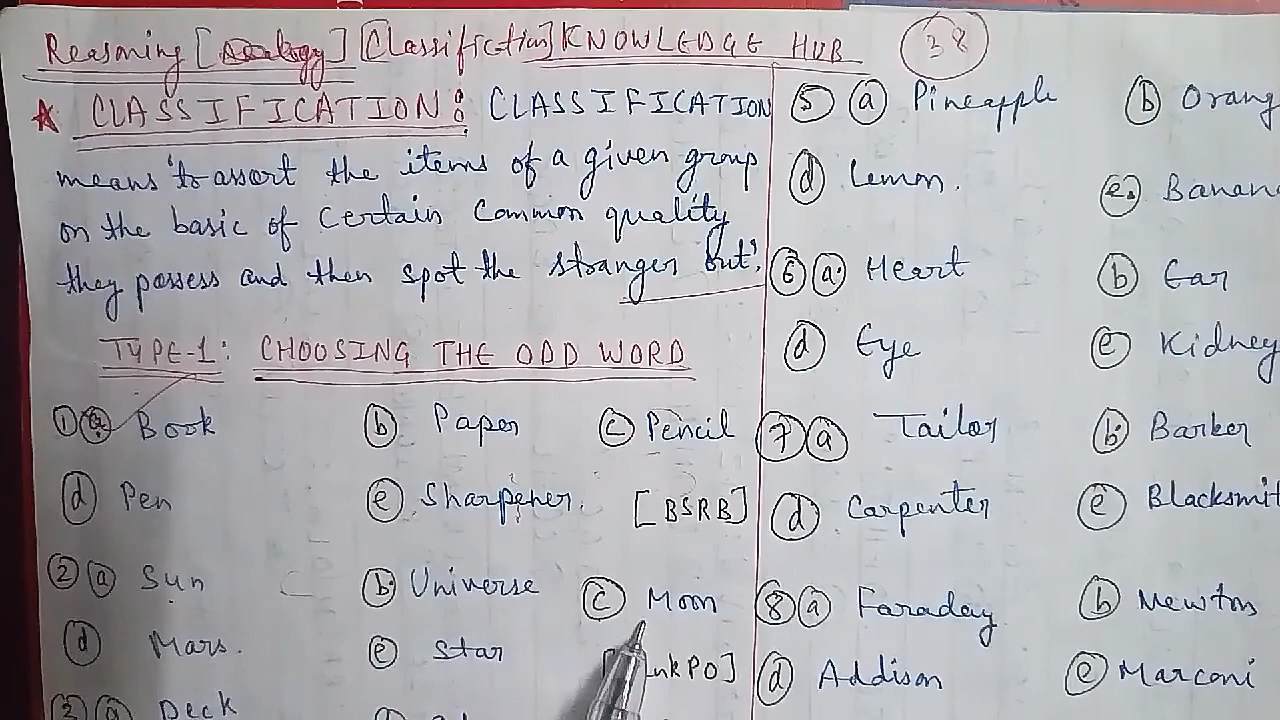 Reasoning [Analogy] [Classification] KNOWLEDGE HUB 38
★ CLASSIFICATION: CLASSIFICATION
means 'to assort the items of a given group
on the basic of certain common quality
they possess and then spot the stranger out'.
TYPE-1: CHOOSING THE ODD WORD
① ⓐ Book ⓑ Paper ⓒ Pencil
ⓓ Pen ⓔ Sharpener. [BSRB]
② ⓐ Sun ⓑ Universe ⓒ Moon
ⓓ Mars. ⓔ Star nk PO]
ⓐ Deck
⑤ ⓐ Pineapple ⓑ Orang
ⓓ Lemon. ⓔ Banan
⑥ ⓐ Heart ⓑ Ear
ⓓ Eye ⓔ Kidney
⑦ ⓐ Tailor ⓑ Barker
ⓓ Carpenter ⓔ Blacksmit
⑧ ⓐ Faraday ⓑ Newton
ⓓ Addison ⓔ Marconi